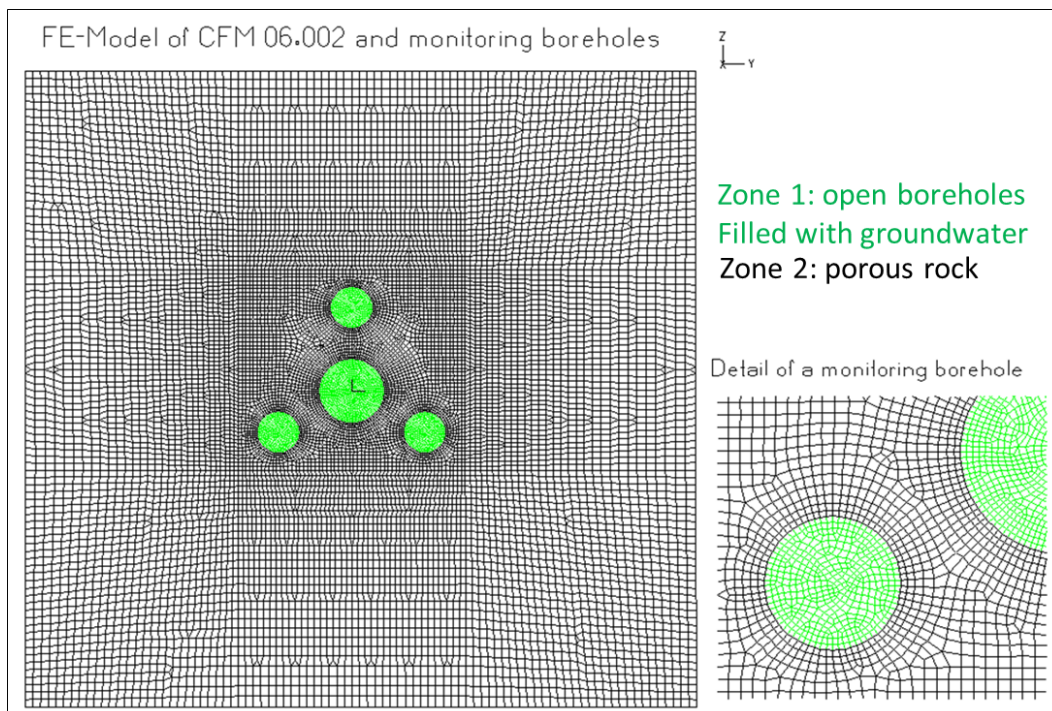 FE-Model of CFM 06.002 and monitoring boreholes
Z
X Y
Zone 1: open boreholes
Filled with groundwater
Zone 2: porous rock
Detail of a monitoring borehole